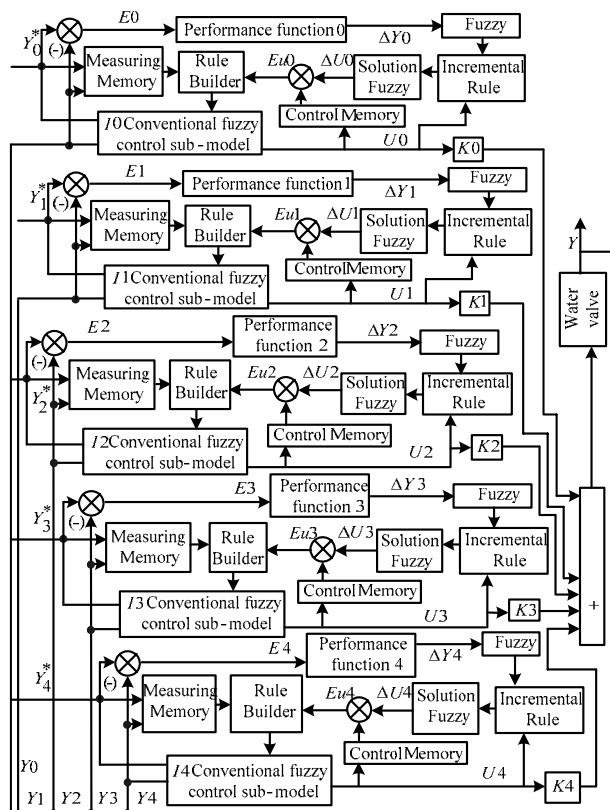 E0
Performance function 0
ΔY0
Fuzzy
Y0*
(-)
Measuring Memory
Rule Builder
Eu0
ΔU0
Solution Fuzzy
Incremental Rule
Control Memory
I0 Conventional fuzzy control sub-model
U0
K0
E1
Performance function 1
ΔY1
Fuzzy
Y1*
(-)
Measuring Memory
Rule Builder
Eu1
ΔU1
Solution Fuzzy
Incremental Rule
Control Memory
I1 Conventional fuzzy control sub-model
U1
K1
Y
Water valve
E2
Performance function 2
ΔY2
Fuzzy
Y2*
(-)
Measuring Memory
Rule Builder
Eu2
ΔU2
Solution Fuzzy
Incremental Rule
Control Memory
I2 Conventional fuzzy control sub-model
U2
K2
E3
Performance function 3
ΔY3
Fuzzy
Y3*
(-)
Measuring Memory
Rule Builder
Eu3
ΔU3
Solution Fuzzy
Incremental Rule
Control Memory
I3 Conventional fuzzy control sub-model
U3
K3
+
E4
Performance function 4
ΔY4
Fuzzy
Y4*
(-)
Measuring Memory
Rule Builder
Eu4
ΔU4
Solution Fuzzy
Incremental Rule
Control Memory
I4 Conventional fuzzy control sub-model
U4
K4
Y0
Y1 Y2 Y3 Y4